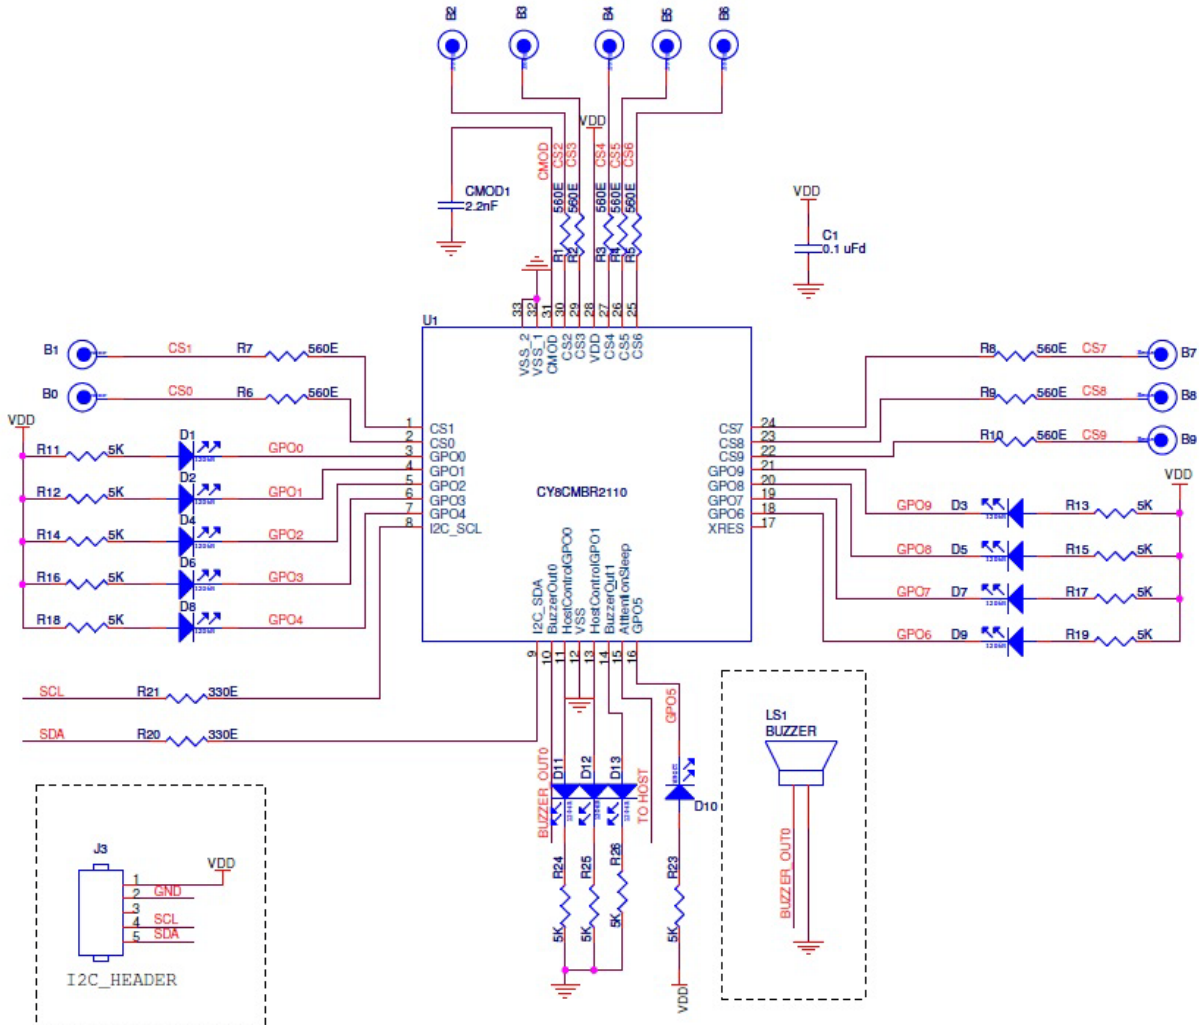 B2
B3
B4
B5
B6
VDD
CMOD
CS2
CS3
CS4
CS5
CS6
CMOD1
2.2nF
560E
560E
560E
560E
560E
R1
R2
R3
R4
R5
VDD
C1
0.1 uFd
33
32
31
30
29
28
27
26
25
U1
VSS_2
VSS_1
CMOD
CS2
CS3
VDD
CS4
CS5
CS6
B1
CS1
R7
560E
B0
CS0
R6
560E
R8
560E
CS7
B7
R9
560E
CS8
B8
R10
560E
CS9
B9
VDD
R11
5K
D1
GPO0
R12
5K
D2
GPO1
R14
5K
D4
GPO2
R16
5K
D6
GPO3
R18
5K
D8
GPO4
1
CS1
2
CS0
3
GPO0
4
GPO1
5
GPO2
6
GPO3
7
GPO4
8
I2C_SCL
CY8CMBR2110
CS7
24
CS8
23
CS9
22
GPO9
21
GPO8
20
GPO7
19
GPO6
18
XRES
17
VDD
GPO9
D3
R13
5K
GPO8
D5
R15
5K
GPO7
D7
R17
5K
GPO6
D9
R19
5K
I2C_SDA
BuzzerOut0
HostControlGPO0
VSS
HostControlGPO1
BuzzerOut1
AttentionSleep
GPO5
9
10
11
12
13
14
15
16
SCL
R21
330E
SDA
R20
330E
GPO5
BUZZER_OUT0
D11
D12
D13
TO HOST
D10
R24
R25
R26
R23
5K
5K
5K
5K
VDD
LS1
BUZZER
BUZZER_OUT0
J3
VDD
1
2
GND
3
4
SCL
5
SDA
I2C_HEADER